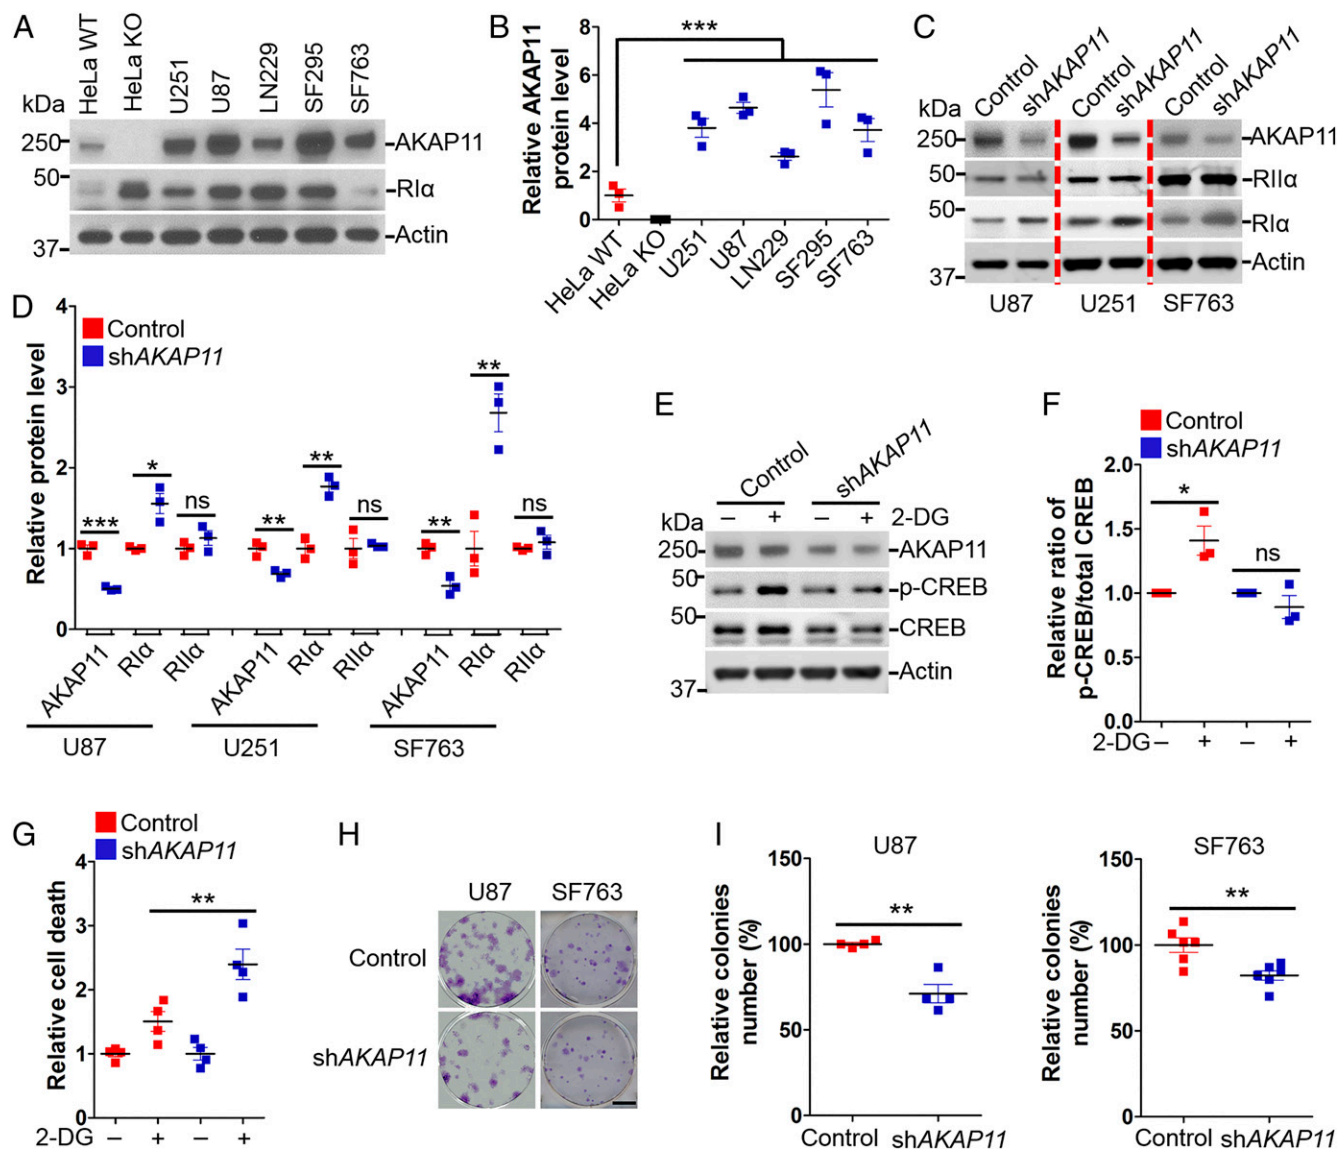 A
HeLa WT
HeLa KO
U251
U87
LN229
SF295
SF763
kDa
250
AKAP11
50
RIα
Actin
37
B
***
Relative AKAP11
protein level
8
6
4
2
0
HeLa WT
HeLa KO
U251
U87
LN229
SF295
SF763
C
Control
shAKAP11
Control
shAKAP11
Control
shAKAP11
kDa
250
AKAP11
50
RIIα
50
RIα
37
Actin
U87 U251 SF763
D
Control
shAKAP11
Relative protein level
4
3
2
1
0
***
*
ns
**
**
ns
**
**
ns
AKAP11
RIα
RIIα
AKAP11
RIα
RIIα
AKAP11
RIα
RIIα
U87
U251
SF763
E
Control
shAKAP11
kDa
– + – + 2-DG
250
AKAP11
50
p-CREB
50
CREB
Actin
37
F
Control
shAKAP11
Relative ratio of
p-CREB/total CREB
2.0
1.5
1.0
0.5
0.0
*
ns
2-DG – + – +
G
Control
shAKAP11
Relative cell death
4
3
2
1
0
**
2-DG – + – +
H
U87 SF763
Control
shAKAP11
I
U87
Relative colonies
number (%)
150
100
50
0
**
Control shAKAP11
SF763
Relative colonies
number (%)
150
100
50
0
**
Control shAKAP11